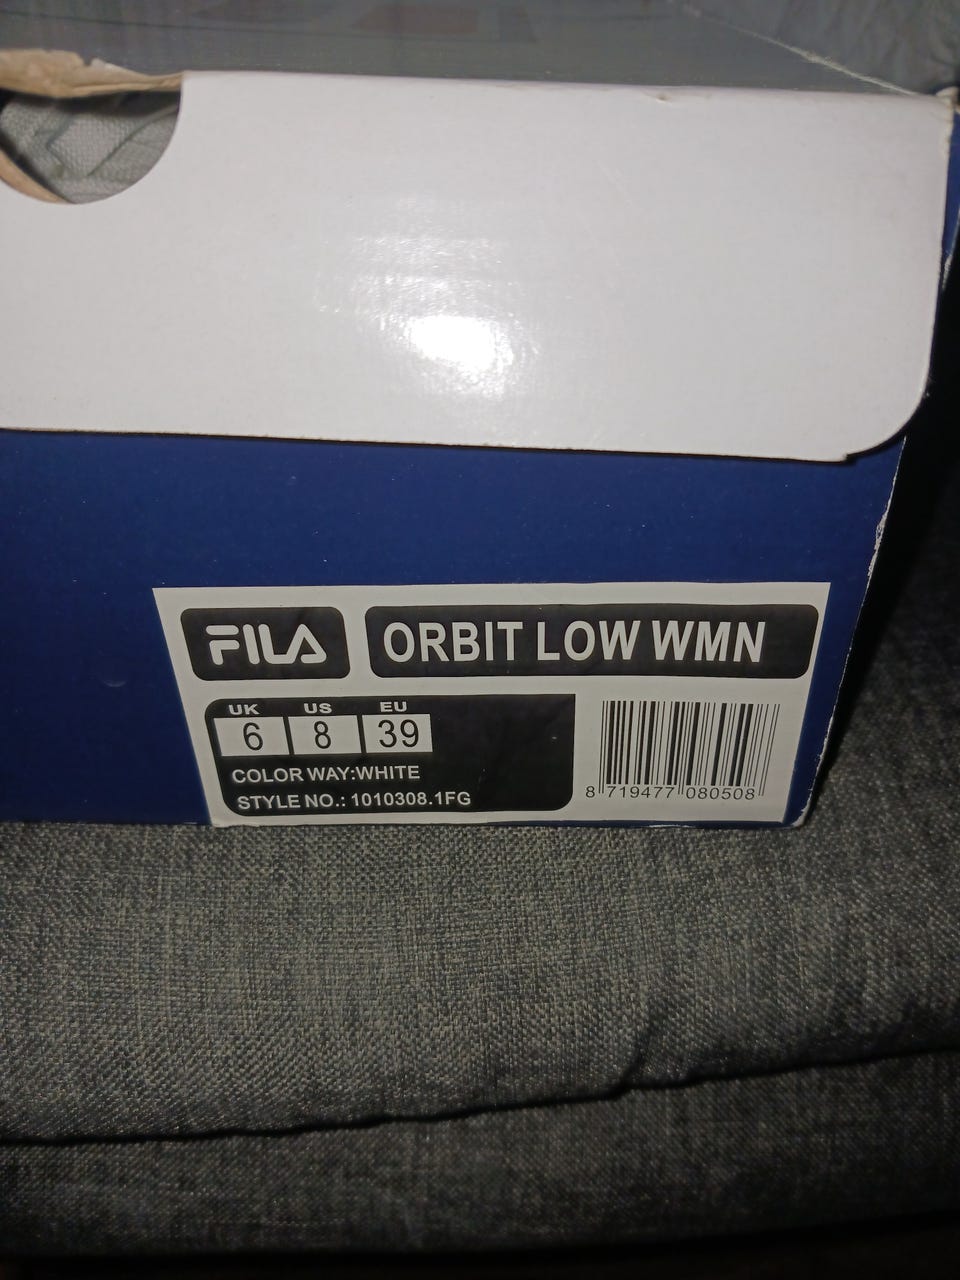 FILA
ORBIT LOW WMN
UK US EU
6 8 39
COLOR WAY:WHITE
STYLE NO.: 1010308.1FG
8 719477 080508